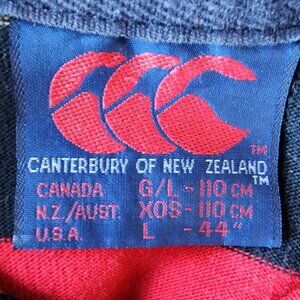 TM
CANTERBURY OF NEW ZEALAND TM
CANADA G/L - 110 CM
N.Z./AUST. XOS - 110 CM
U.S.A. L - 44"